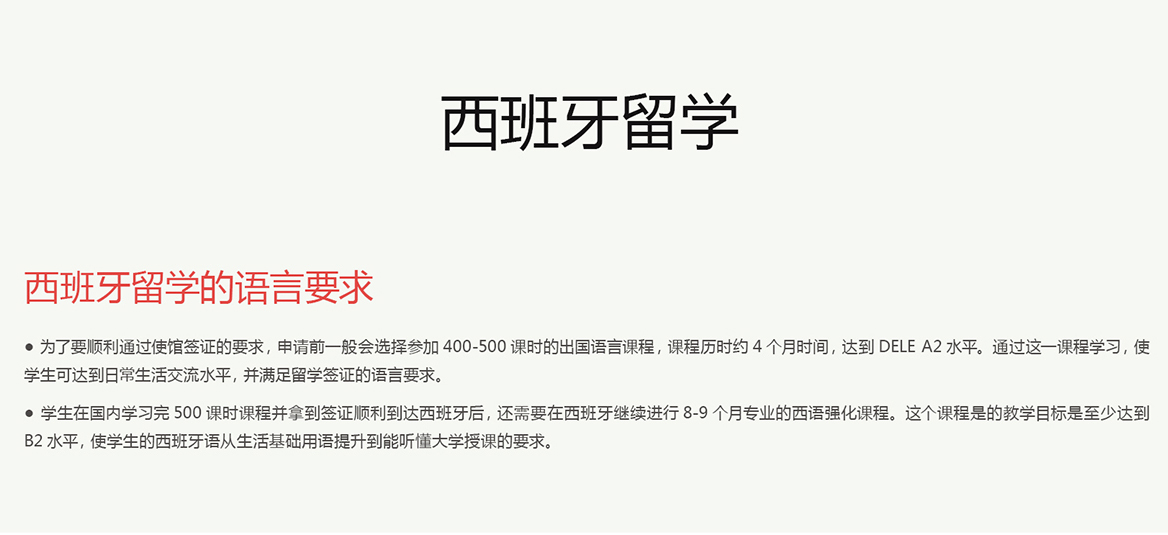 西班牙留学
西班牙留学的语言要求
● 为了要顺利通过使馆签证的要求，申请前一般会选择参加 400-500 课时的出国语言课程，课程历时约 4 个月时间，达到 DELE A2 水平。通过这一课程学习，使
学生可达到日常生活交流水平，并满足留学签证的语言要求。
● 学生在国内学习完 500 课时课程并拿到签证顺利到达西班牙后，还需要在西班牙继续进行 8-9 个月专业的西语强化课程。这个课程是的教学目标是至少达到
B2 水平，使学生的西班牙语从生活基础用语提升到能听懂大学授课的要求。